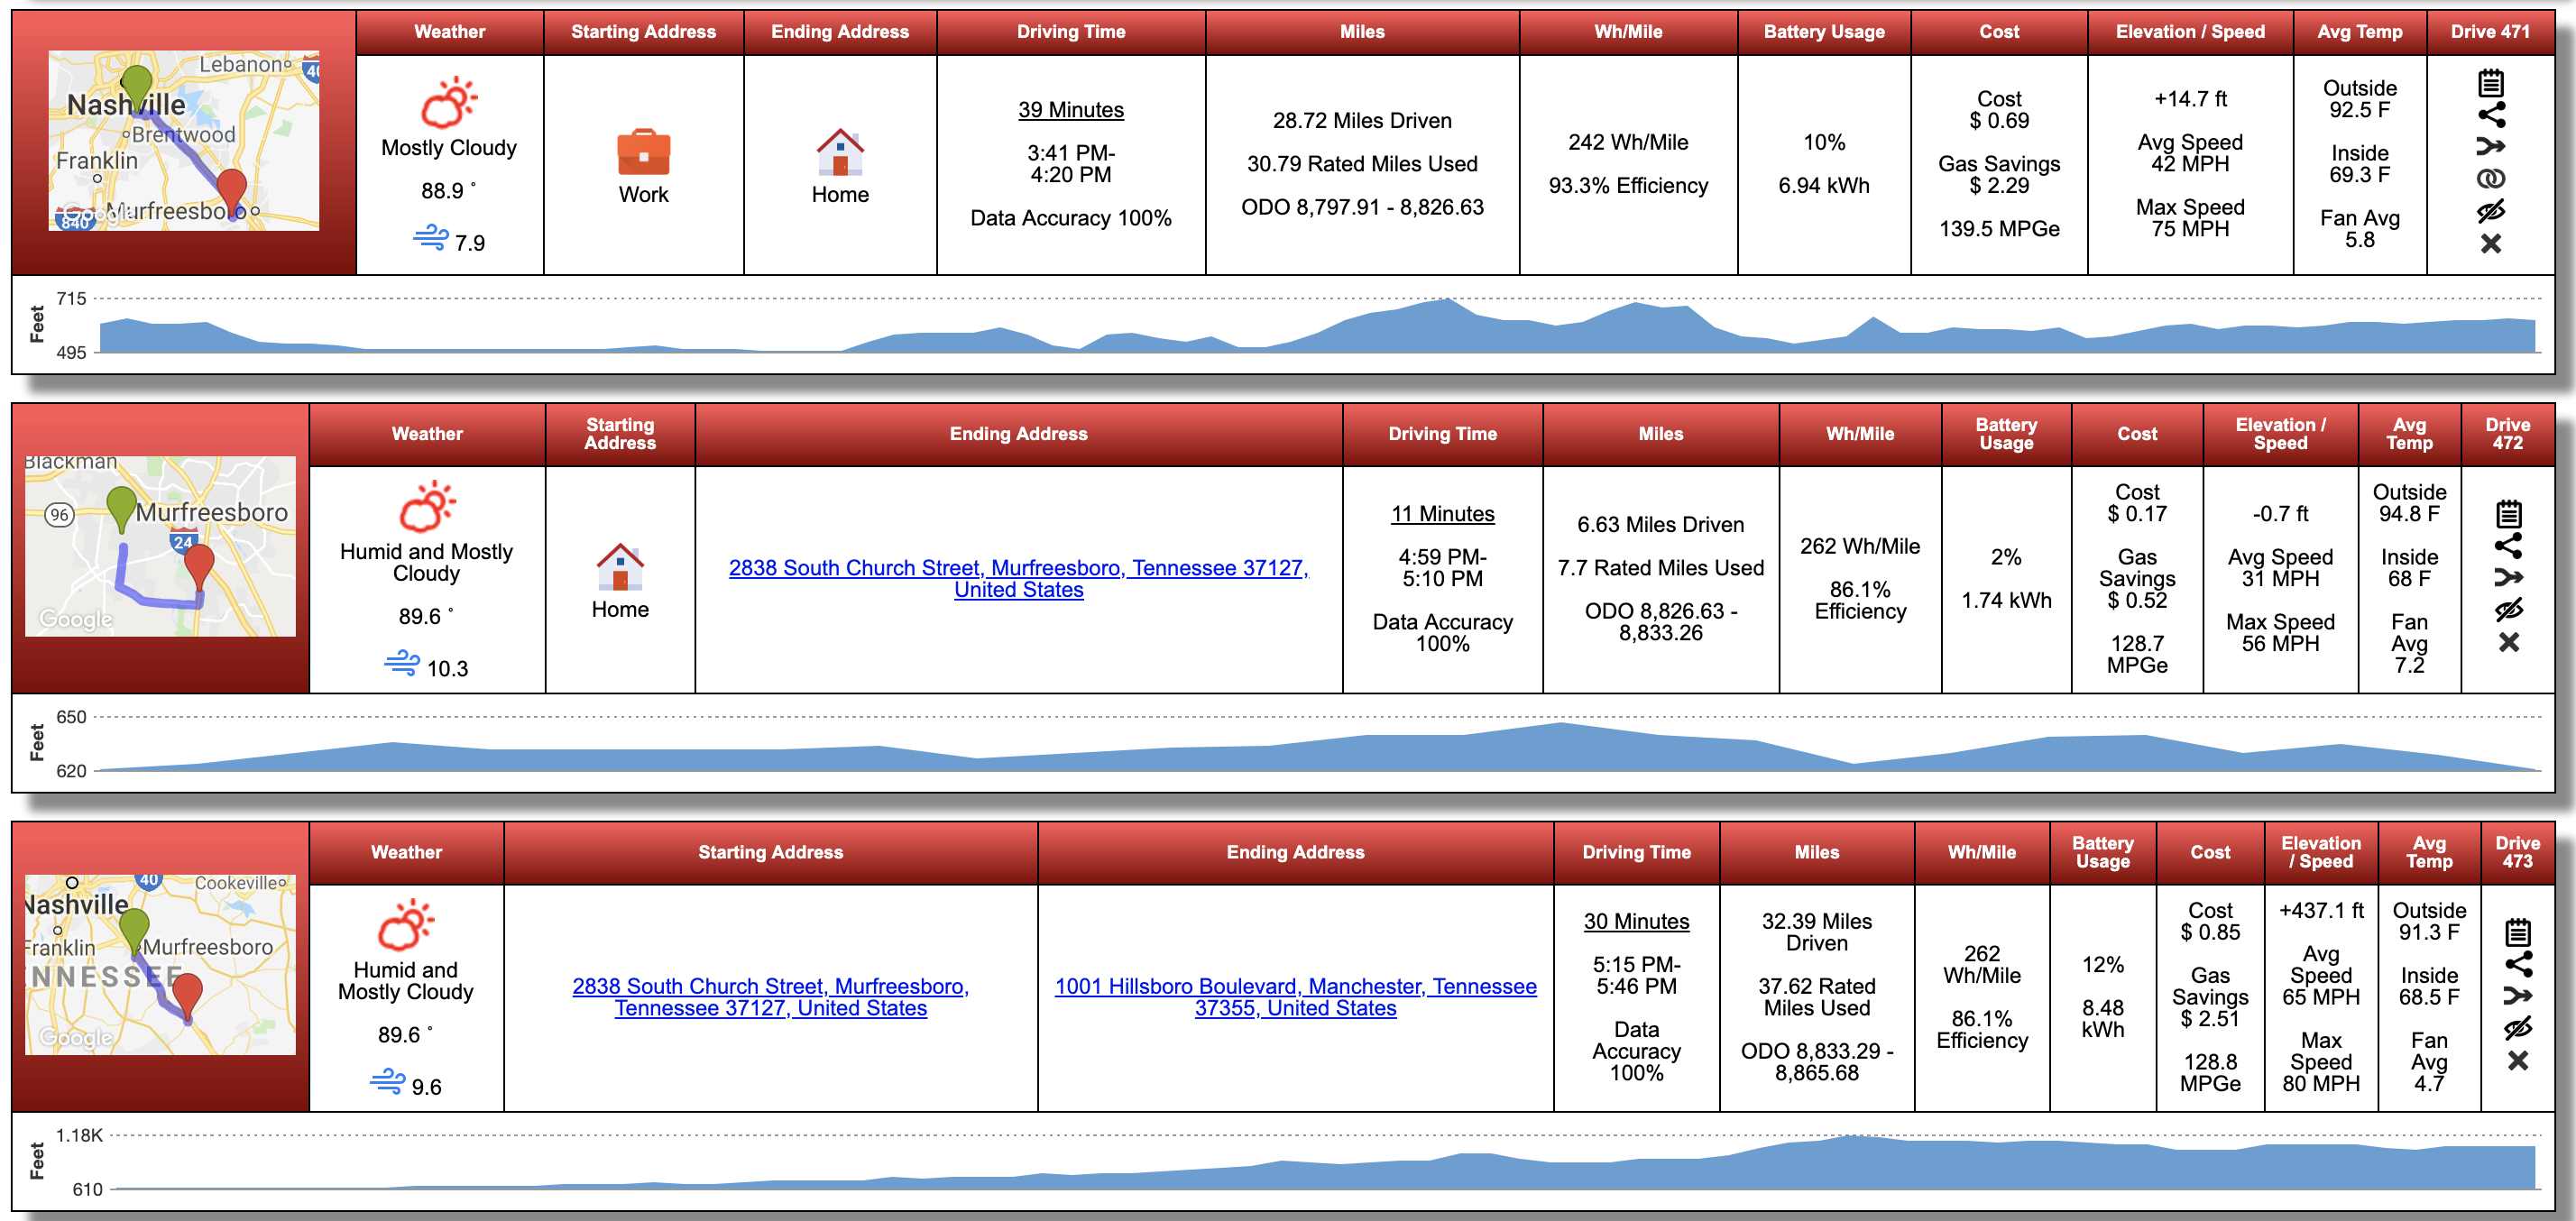 Weather
Starting Address
Ending Address
Driving Time
Miles
Wh/Mile
Battery Usage
Cost
Elevation / Speed
Avg Temp
Drive 471
Lebanon
40
Nashville
Brentwood
Franklin
Murfreesboro
840
Google
Mostly Cloudy
88.9 °
7.9
Work
Home
39 Minutes
3:41 PM-
4:20 PM
Data Accuracy 100%
28.72 Miles Driven
30.79 Rated Miles Used
ODO 8,797.91 - 8,826.63
242 Wh/Mile
93.3% Efficiency
10%
6.94 kWh
Cost
$ 0.69
Gas Savings
$ 2.29
139.5 MPGe
+14.7 ft
Avg Speed
42 MPH
Max Speed
75 MPH
Outside
92.5 F
Inside
69.3 F
Fan Avg
5.8
Feet
715
495
Weather
Starting
Address
Ending Address
Driving Time
Miles
Wh/Mile
Battery
Usage
Cost
Elevation /
Speed
Avg
Temp
Drive
472
Blackman
96
Murfreesboro
24
Google
Humid and Mostly
Cloudy
89.6 °
10.3
Home
2838 South Church Street, Murfreesboro, Tennessee 37127,
United States
11 Minutes
4:59 PM-
5:10 PM
Data Accuracy
100%
6.63 Miles Driven
7.7 Rated Miles Used
ODO 8,826.63 -
8,833.26
262 Wh/Mile
86.1%
Efficiency
2%
1.74 kWh
Cost
$ 0.17
Gas
Savings
$ 0.52
128.7
MPGe
-0.7 ft
Avg Speed
31 MPH
Max Speed
56 MPH
Outside
94.8 F
Inside
68 F
Fan
Avg
7.2
Feet
650
620
Weather
Starting Address
Ending Address
Driving Time
Miles
Wh/Mile
Battery
Usage
Cost
Elevation
/ Speed
Avg
Temp
Drive
473
40
Cookeville
Nashville
Franklin
Murfreesboro
ENNESSEE
Google
Humid and
Mostly Cloudy
89.6 °
9.6
2838 South Church Street, Murfreesboro,
Tennessee 37127, United States
1001 Hillsboro Boulevard, Manchester, Tennessee
37355, United States
30 Minutes
5:15 PM-
5:46 PM
Data
Accuracy
100%
32.39 Miles
Driven
37.62 Rated
Miles Used
ODO 8,833.29 -
8,865.68
262
Wh/Mile
86.1%
Efficiency
12%
8.48
kWh
Cost
$ 0.85
Gas
Savings
$ 2.51
128.8
MPGe
+437.1 ft
Avg
Speed
65 MPH
Max
Speed
80 MPH
Outside
91.3 F
Inside
68.5 F
Fan
Avg
4.7
Feet
1.18K
610